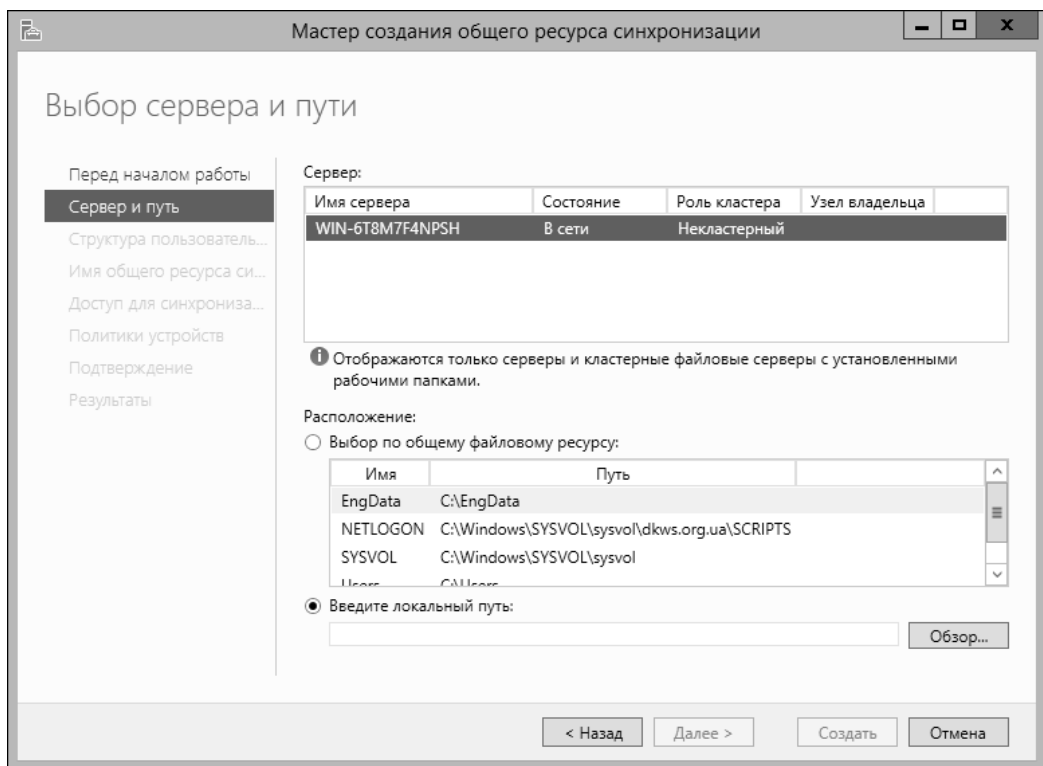 Мастер создания общего ресурса синхронизации
Выбор сервера и пути
Перед началом работы
Сервер и путь
Структура пользователь...
Имя общего ресурса си...
Доступ для синхрониза...
Политики устройств
Подтверждение
Результаты
Сервер:
Имя сервера Состояние Роль кластера Узел владельца
WIN-6T8M7F4NPSH В сети Некластерный
Отображаются только серверы и кластерные файловые серверы с установленными
рабочими папками.
Расположение:
Выбор по общему файловому ресурсу:
Имя Путь
EngData C:\EngData
NETLOGON C:\Windows\SYSVOL\sysvol\dkws.org.ua\SCRIPTS
SYSVOL C:\Windows\SYSVOL\sysvol
Users C:\Users
Введите локальный путь:
Обзор...
< Назад Далее > Создать Отмена